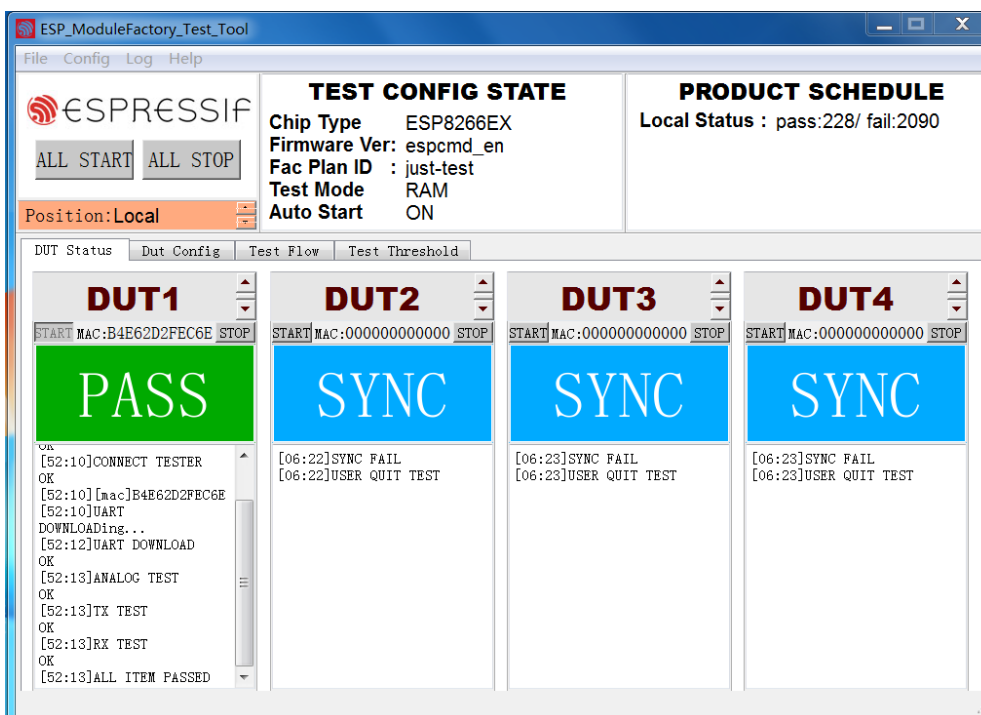 ESP_ModuleFactory_Test_Tool
File Config Log Help
ESPRESSIF
ALL START ALL STOP
Position:Local
TEST CONFIG STATE
Chip Type ESP8266EX
Firmware Ver: espcmd_en
Fac Plan ID : just-test
Test Mode RAM
Auto Start ON
PRODUCT SCHEDULE
Local Status : pass:228/ fail:2090
DUT Status Dut Config Test Flow Test Threshold
DUT1
START MAC:B4E62D2FEC6E STOP
PASS
OK
[52:10]CONNECT TESTER
OK
[52:10][mac]B4E62D2FEC6E
[52:10]UART
DOWNLOADing...
[52:12]UART DOWNLOAD
OK
[52:13]ANALOG TEST
OK
[52:13]TX TEST
OK
[52:13]RX TEST
OK
[52:13]ALL ITEM PASSED
DUT2
START MAC:000000000000 STOP
SYNC
[06:22]SYNC FAIL
[06:22]USER QUIT TEST
DUT3
START MAC:000000000000 STOP
SYNC
[06:23]SYNC FAIL
[06:23]USER QUIT TEST
DUT4
START MAC:000000000000 STOP
SYNC
[06:23]SYNC FAIL
[06:23]USER QUIT TEST